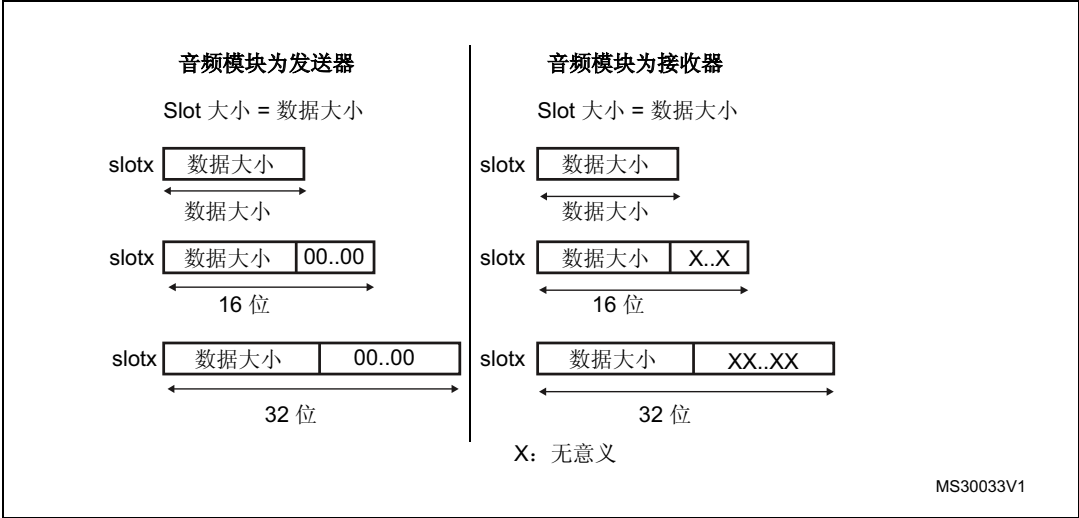 音频模块为发送器
Slot 大小 = 数据大小
slotx 数据大小
数据大小
slotx 数据大小 00..00
16 位
slotx 数据大小 00..00
32 位
音频模块为接收器
Slot 大小 = 数据大小
slotx 数据大小
数据大小
slotx 数据大小 X..X
16 位
slotx 数据大小 XX..XX
32 位
X：无意义
MS30033V1